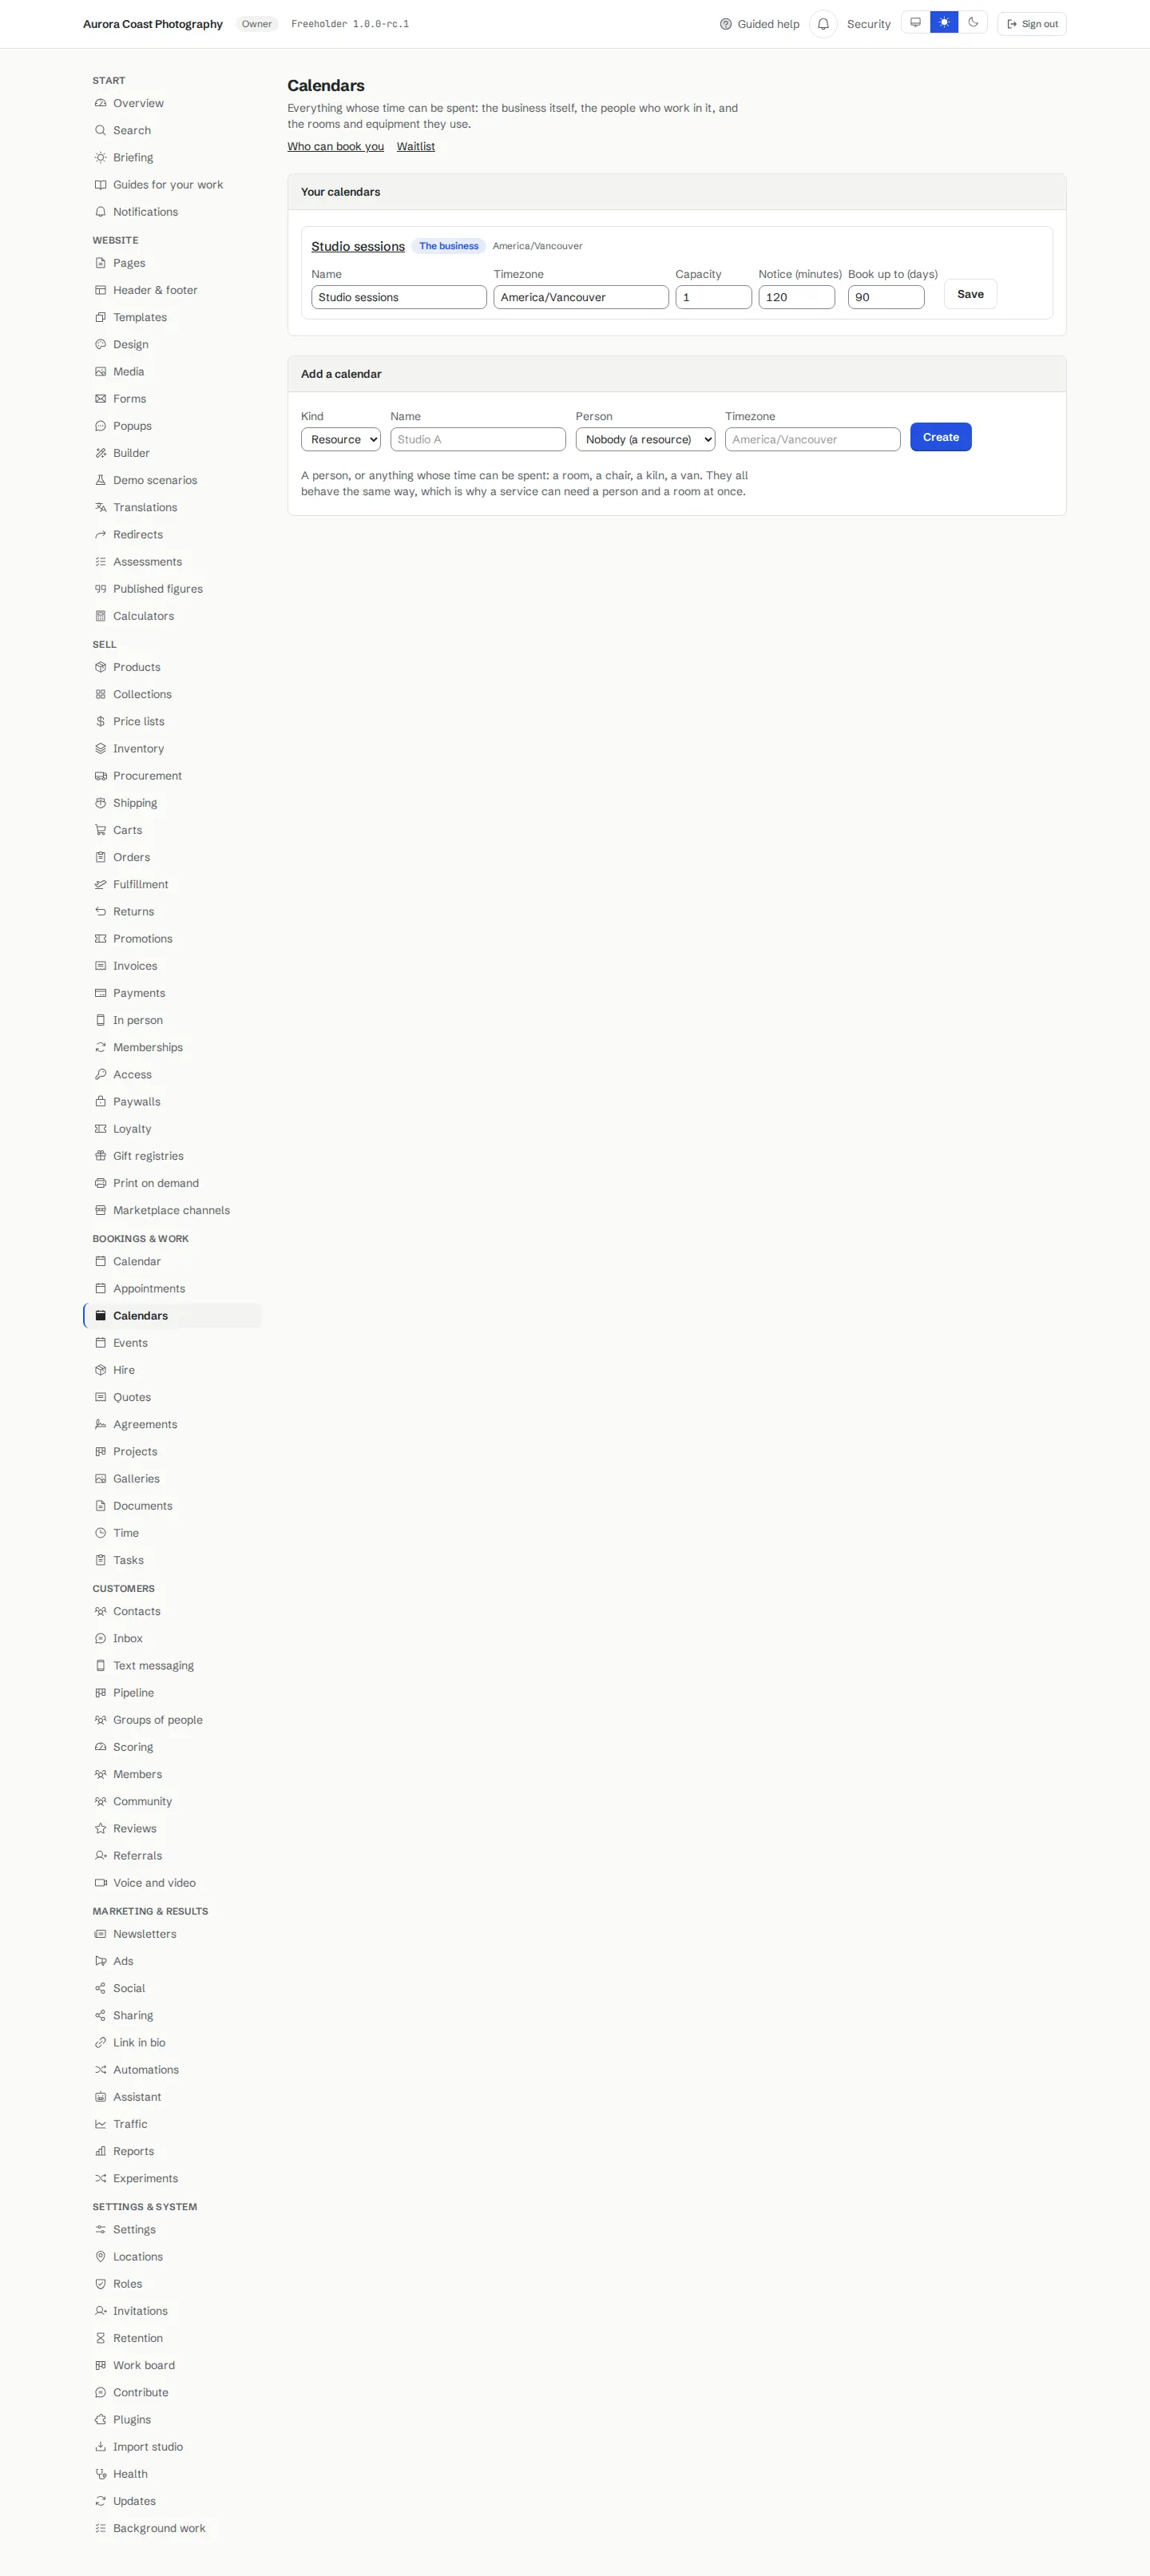 Aurora Coast Photography Owner Freeholder 1.0.0-rc.1 Guided help Security Sign out
START
Overview
Search
Briefing
Guides for your work
Notifications
WEBSITE
Pages
Header & footer
Templates
Design
Media
Forms
Popups
Builder
Demo scenarios
Translations
Redirects
Assessments
Published figures
Calculators
SELL
Products
Collections
Price lists
Inventory
Procurement
Shipping
Carts
Orders
Fulfillment
Returns
Promotions
Invoices
Payments
In person
Memberships
Access
Paywalls
Loyalty
Gift registries
Print on demand
Marketplace channels
BOOKINGS & WORK
Calendar
Appointments
Calendars
Events
Hire
Quotes
Agreements
Projects
Galleries
Documents
Time
Tasks
CUSTOMERS
Contacts
Inbox
Text messaging
Pipeline
Groups of people
Scoring
Members
Community
Reviews
Referrals
Voice and video
MARKETING & RESULTS
Newsletters
Ads
Social
Sharing
Link in bio
Automations
Assistant
Traffic
Reports
Experiments
SETTINGS & SYSTEM
Settings
Locations
Roles
Invitations
Retention
Work board
Contribute
Plugins
Import studio
Health
Updates
Background work
Calendars
Everything whose time can be spent: the business itself, the people who work in it, and
the rooms and equipment they use.
Who can book you Waitlist
Your calendars
Studio sessions The business America/Vancouver
Name Timezone Capacity Notice (minutes) Book up to (days)
Studio sessions America/Vancouver 1 120 90 Save
Add a calendar
Kind Name Person Timezone
Resource Studio A Nobody (a resource) America/Vancouver Create
A person, or anything whose time can be spent: a room, a chair, a kiln, a van. They all
behave the same way, which is why a service can need a person and a room at once.